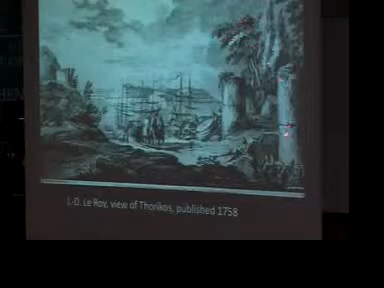 J.-D. Le Roy, view of Thorikos, published 1758